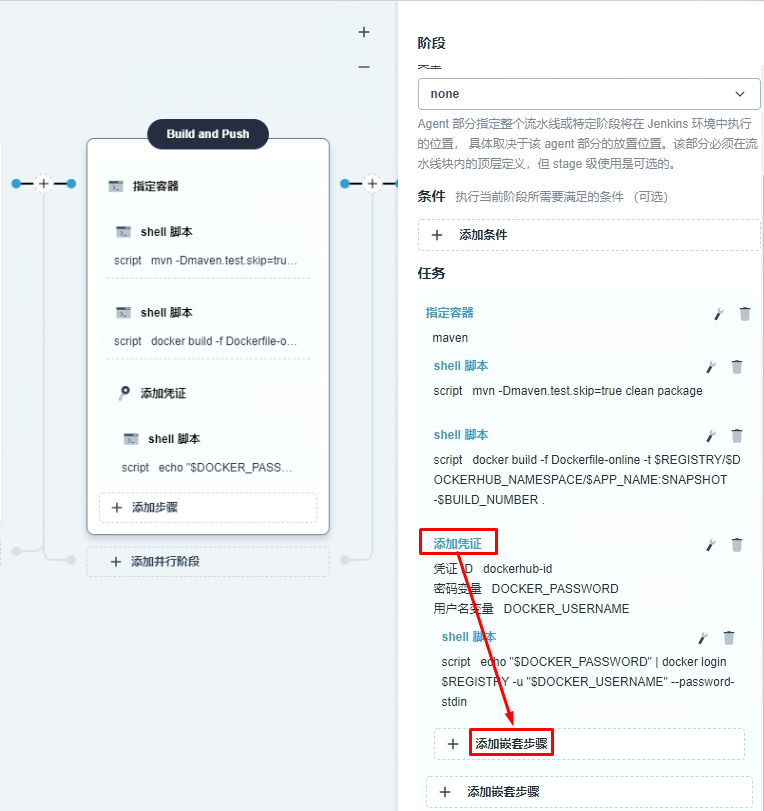 Build and Push
指定容器
shell 脚本
script mvn -Dmaven.test.skip=tru...
shell 脚本
script docker build -f Dockerfile-o...
添加凭证
shell 脚本
script echo "$DOCKER_PASS...
添加步骤
添加并行阶段
阶段
类型
none
Agent 部分指定整个流水线或特定阶段将在 Jenkins 环境中执行
的位置， 具体取决于该 agent 部分的放置位置。该部分必须在流
水线块内的顶层定义，但 stage 级使用是可选的。
条件 执行当前阶段所需要满足的条件 （可选）
添加条件
任务
指定容器
maven
shell 脚本
script mvn -Dmaven.test.skip=true clean package
shell 脚本
script docker build -f Dockerfile-online -t $REGISTRY/$D
OCKERHUB_NAMESPACE/$APP_NAME:SNAPSHOT
-$BUILD_NUMBER .
添加凭证
凭证 ID dockerhub-id
密码变量 DOCKER_PASSWORD
用户名变量 DOCKER_USERNAME
shell 脚本
script echo "$DOCKER_PASSWORD" | docker login
$REGISTRY -u "$DOCKER_USERNAME" --password-
stdin
添加嵌套步骤
添加嵌套步骤